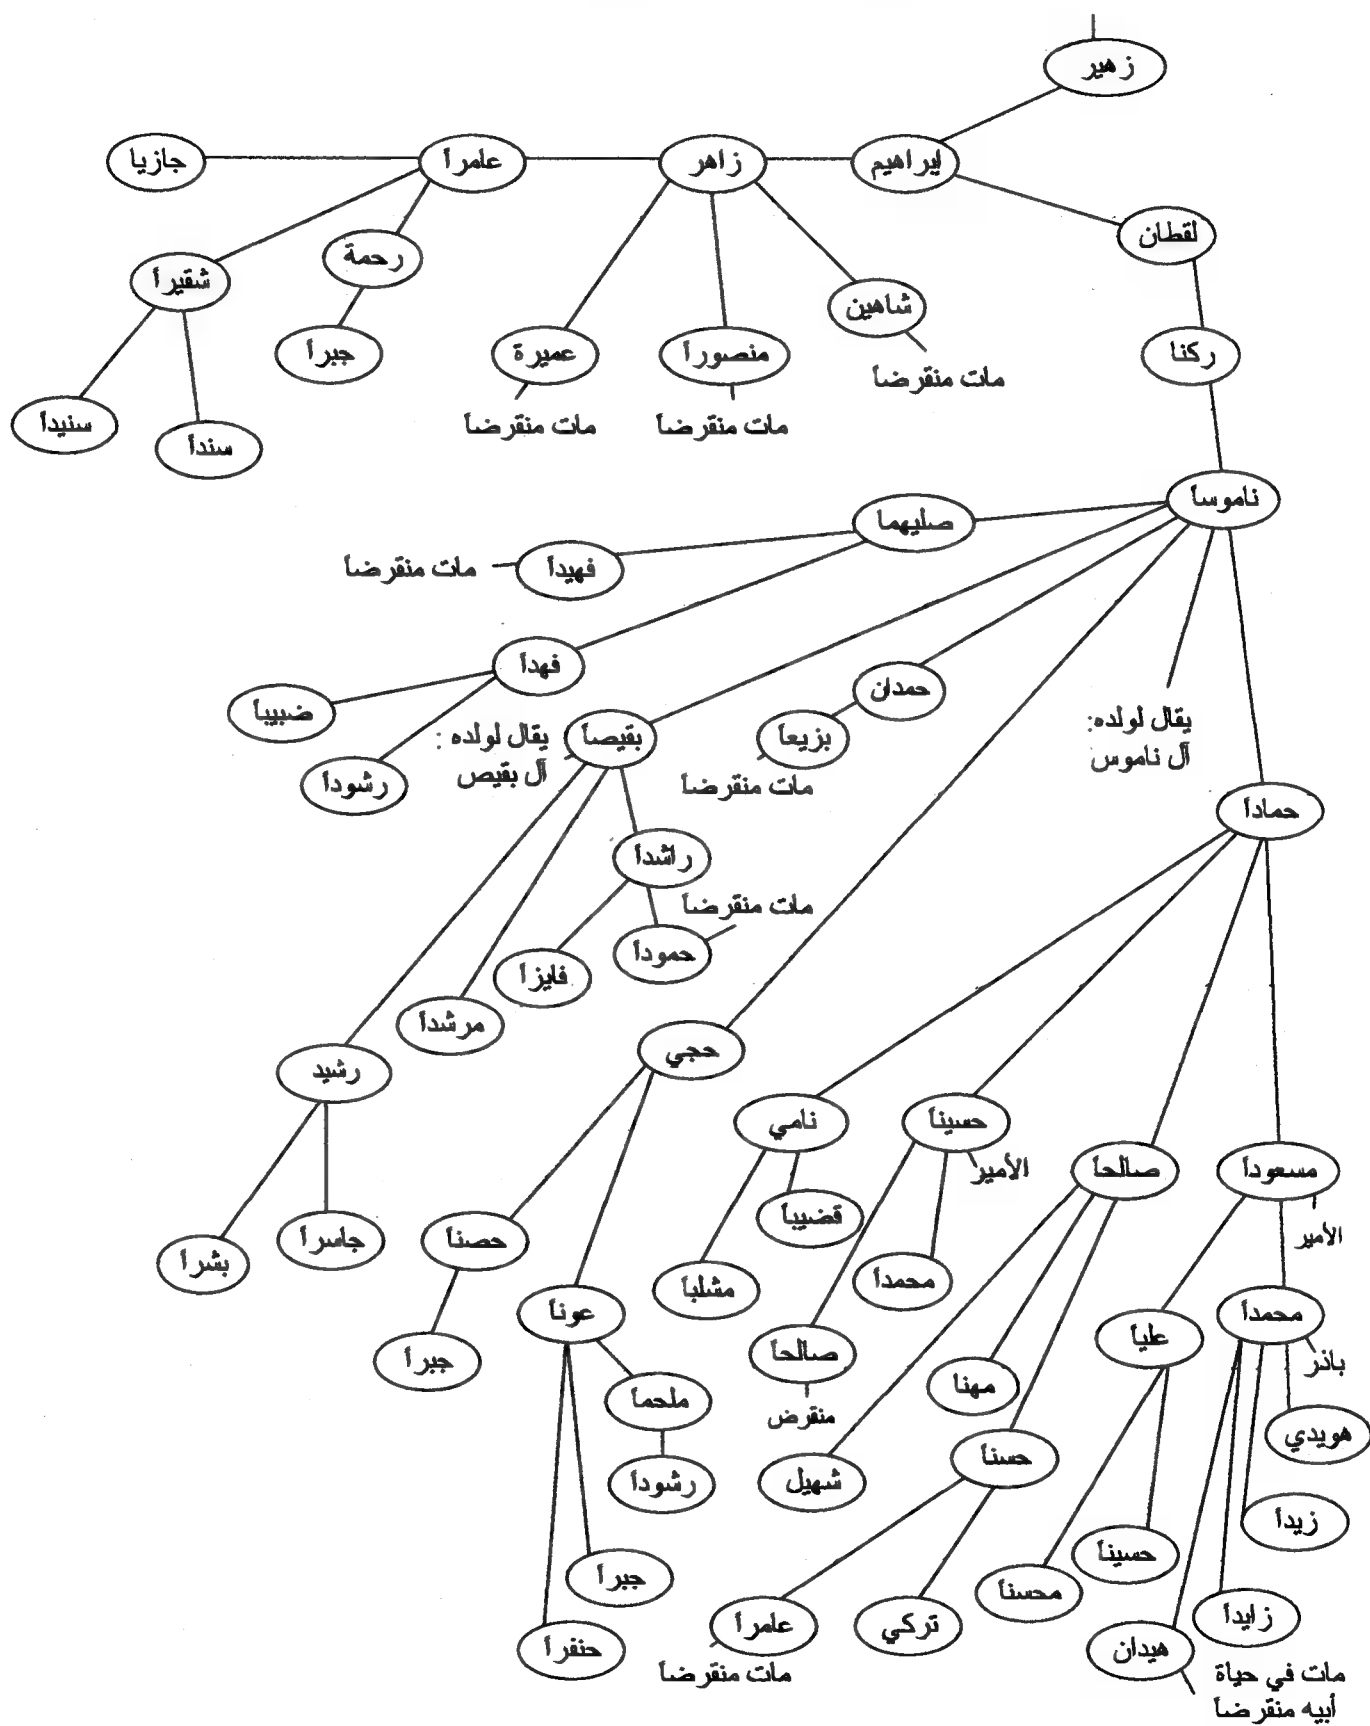 زهير
إبراهيم
زاهر
عامراً
جازيا
لقطان
رحمة
شقيراً
شاهين
منصوراً
عميرة
جبراً
ركنا
مات منقرضاً
مات منقرضاً
مات منقرضاً
سنيداً
سنداً
ناموساً
صليهما
فهيداً
مات منقرضاً
فهداً
حمدان
ضبيبا
يقال لولده:
آل ناموس
بزيعاً
مات منقرضاً
بقيصاً
يقال لولده :
آل بقيص
رشوداً
حماداً
راشداً
مات منقرضاً
حموداً
فايزاً
مرشداً
حجي
رشيد
نامي
حسيناً
الأمير
صالحاً
مسعوداً
الأمير
قضيباً
حصناً
جاسراً
بشراً
محمداً
مشلبا
عوناً
محمداً
باذر
علياً
صالحاً
منقرض
جبراً
مهنا
ملحماً
هويدي
حسناً
شهيل
رشوداً
زيداً
حسيناً
جبراً
محسناً
زايداً
تركي
عامراً
مات منقرضاً
حنفراً
هيدان
مات في حياة
أبيه منقرضاً